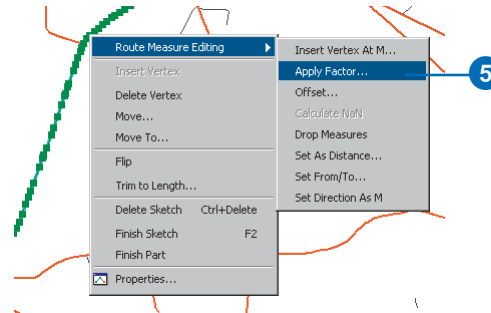 Route Measure Editing
Insert Vertex
Delete Vertex
Move...
Move To...
Flip
Trim to Length...
Delete Sketch Ctrl+Delete
Finish Sketch F2
Finish Part
Properties...
Insert Vertex At M...
Apply Factor...
Offset...
Calculate NaN
Drop Measures
Set As Distance...
Set From/To...
Set Direction As M
5